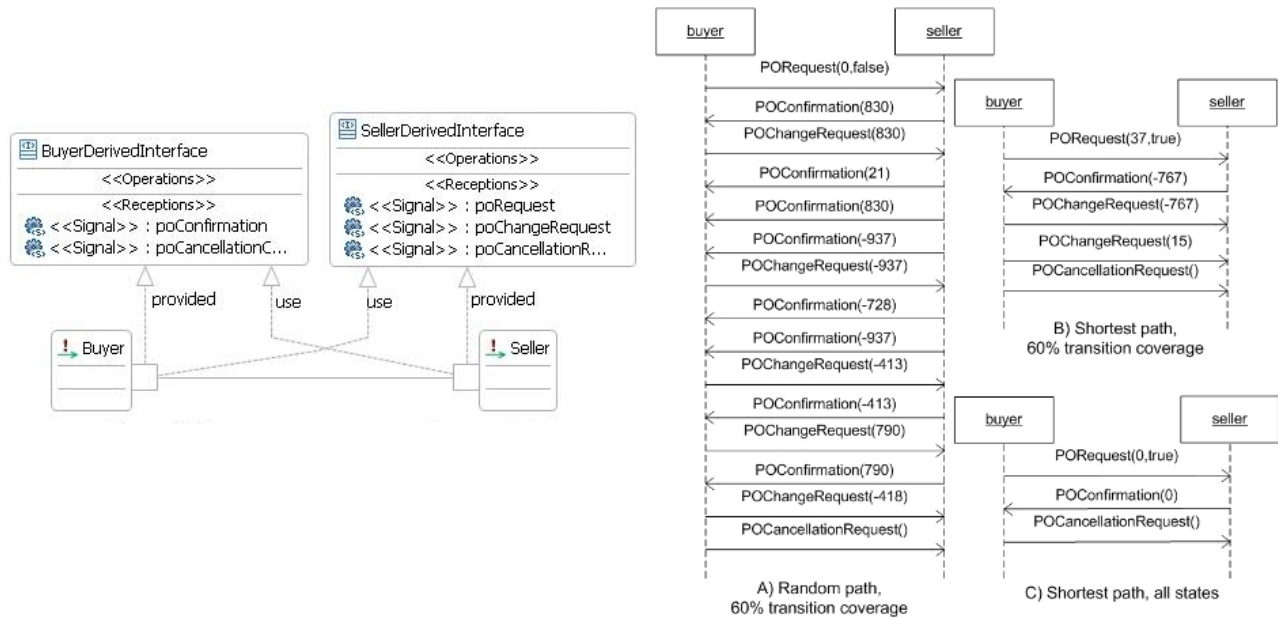 BuyerDerivedInterface
<<Operations>>
<<Receptions>>
<<Signal>> : poConfirmation
<<Signal>> : poCancellationC...
SellerDerivedInterface
<<Operations>>
<<Receptions>>
<<Signal>> : poRequest
<<Signal>> : poChangeRequest
<<Signal>> : poCancellationR...
provided
use
use
provided
Buyer
Seller
buyer
seller
PORequest(0,false)
POConfirmation(830)
POChangeRequest(830)
POConfirmation(21)
POConfirmation(830)
POConfirmation(-937)
POChangeRequest(-937)
POConfirmation(-728)
POConfirmation(-937)
POChangeRequest(-413)
POConfirmation(-413)
POChangeRequest(790)
POConfirmation(790)
POChangeRequest(-418)
POCancellationRequest()
A) Random path,
60% transition coverage
buyer
seller
PORequest(37,true)
POConfirmation(-767)
POChangeRequest(-767)
POChangeRequest(15)
POCancellationRequest()
B) Shortest path,
60% transition coverage
buyer
seller
PORequest(0,true)
POConfirmation(0)
POCancellationRequest()
C) Shortest path, all states